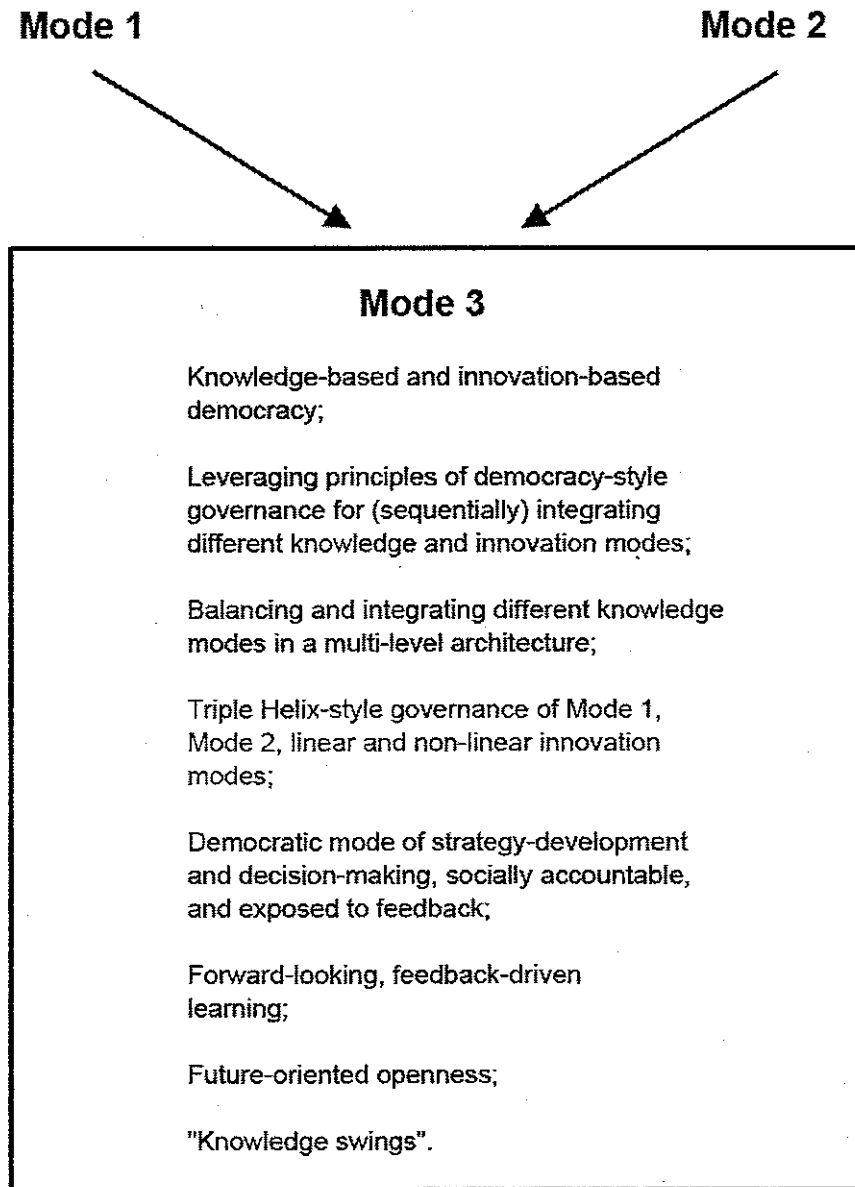 Mode 1
Mode 2
Mode 3
Knowledge-based and innovation-based
democracy;
Leveraging principles of democracy-style
governance for (sequentially) integrating
different knowledge and innovation modes;
Balancing and integrating different knowledge
modes in a multi-level architecture;
Triple Helix-style governance of Mode 1,
Mode 2, linear and non-linear innovation
modes;
Democratic mode of strategy-development
and decision-making, socially accountable,
and exposed to feedback;
Forward-looking, feedback-driven
learning;
Future-oriented openness;
"Knowledge swings".